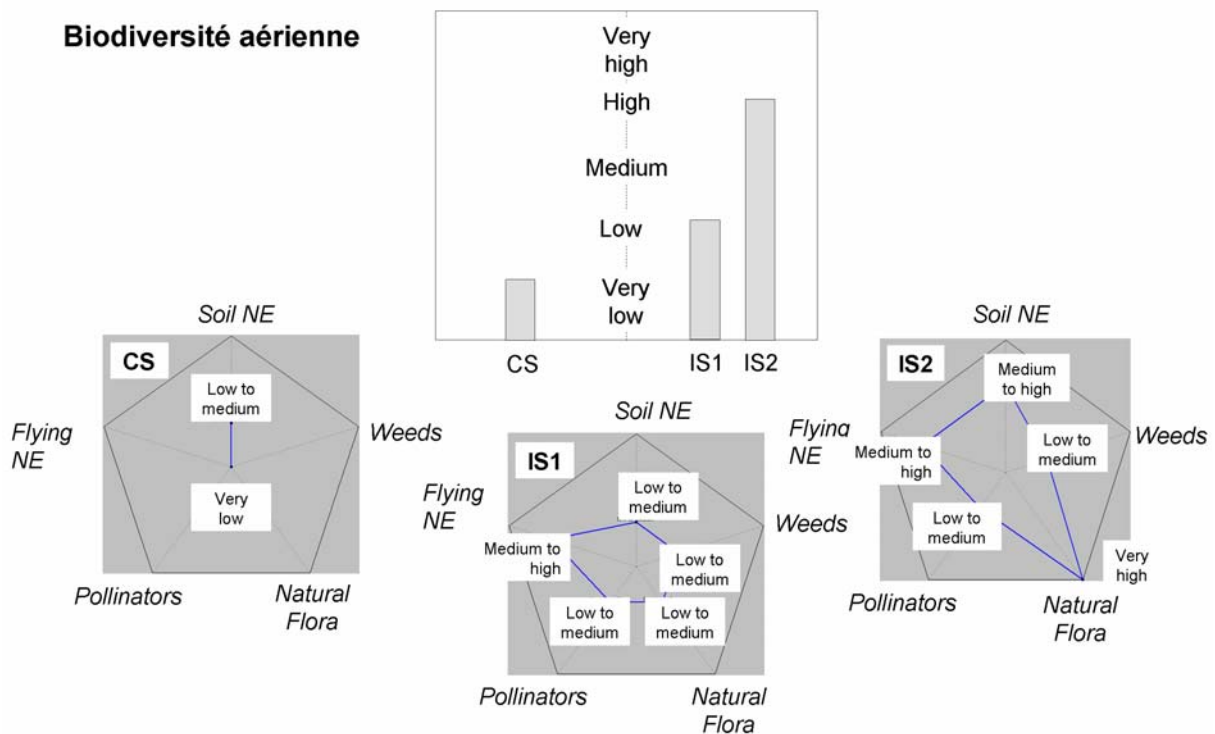 Biodiversité aérienne
Very
high
High
Medium
Low
Very
low
CS
IS1
IS2
Soil NE
CS
Low to
medium
Flying
NE
Weeds
Very
low
Pollinators
Natural
Flora
Soil NE
IS1
Low to
medium
Flying
NE
Weeds
Medium to
high
Low to
medium
Low to
medium
Low to
medium
Pollinators
Natural
Flora
Soil NE
IS2
Medium
to high
Flying
NE
Weeds
Medium to
high
Low to
medium
Low to
medium
Very
high
Pollinators
Natural
Flora